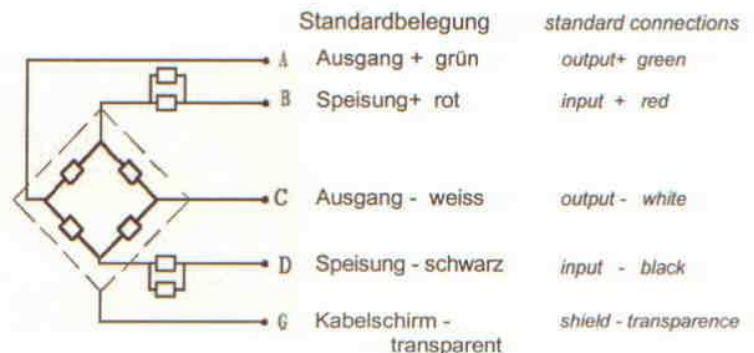 Standardbelegung standard connections
A Ausgang + grün output+ green
B Speisung+ rot input + red
C Ausgang - weiss output - white
D Speisung - schwarz input - black
G Kabelschirm - shield - transparence
transparent